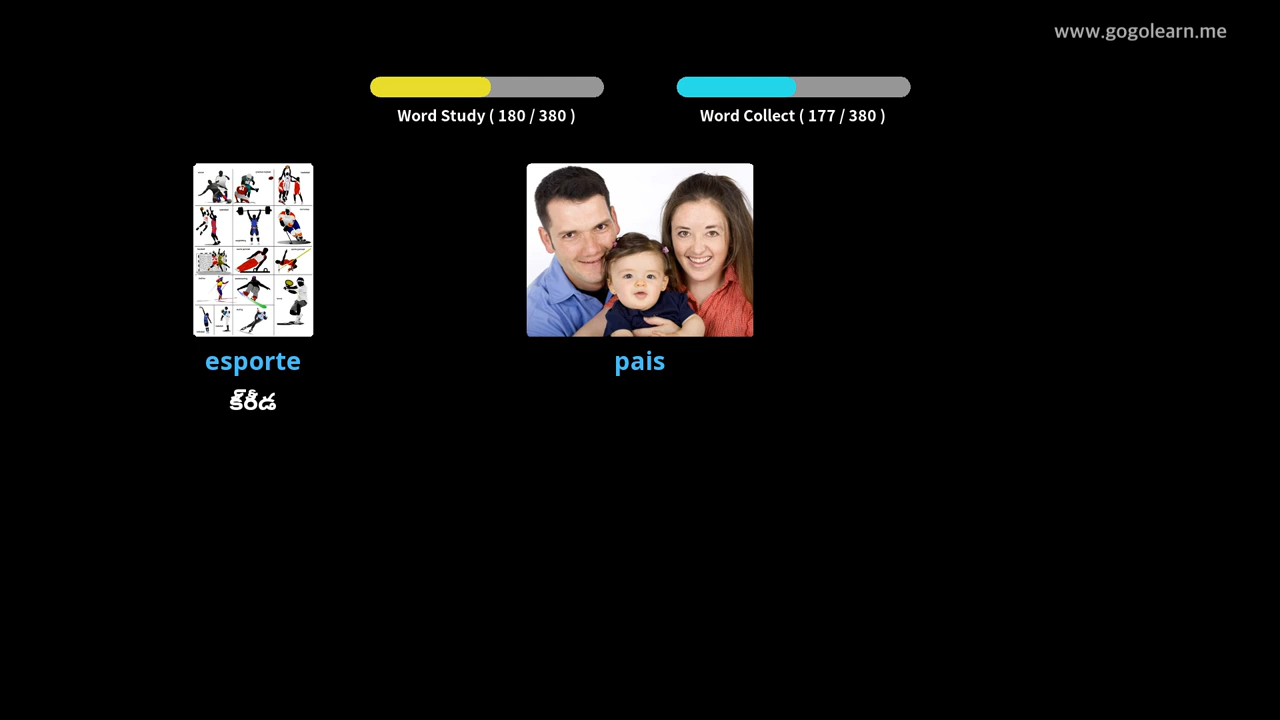 www.gogolearn.me
Word Study ( 180 / 380 )
Word Collect ( 177 / 380 )
esporte
pais
క్రీడ